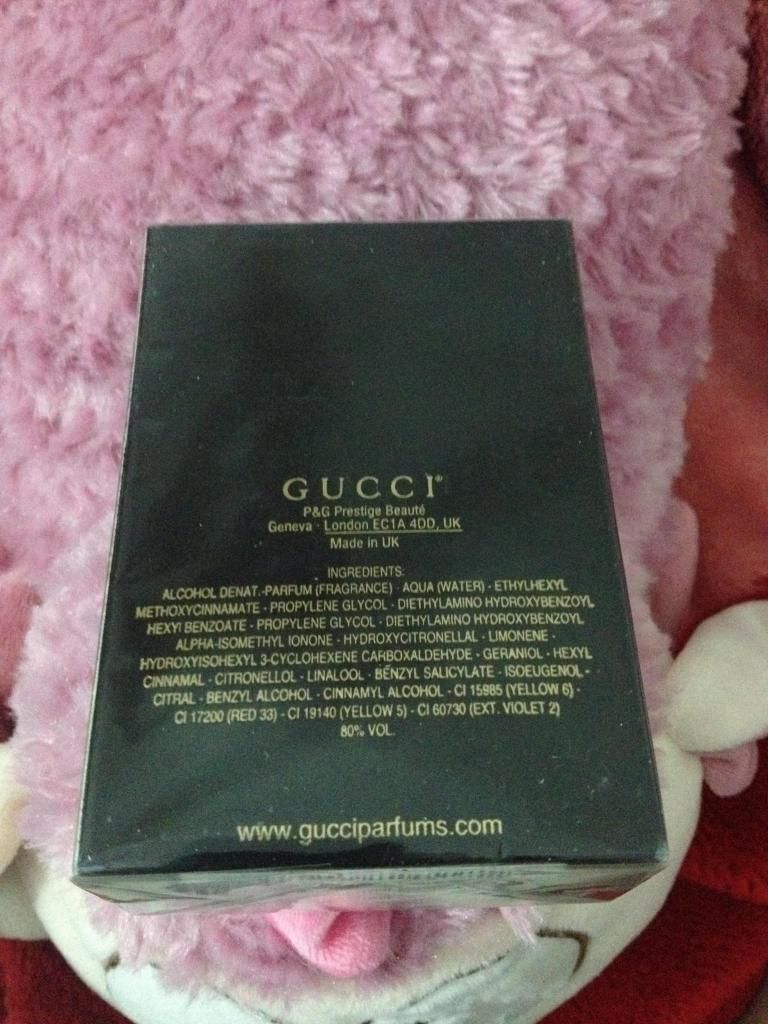 GUCCI®
P&G Prestige Beauté
Geneva · London EC1A 4DD, UK
Made in UK
INGREDIENTS:
ALCOHOL DENAT.-PARFUM (FRAGRANCE) · AQUA (WATER) - ETHYLHEXYL
METHOXYCINNAMATE - PROPYLENE GLYCOL - DIETHYLAMINO HYDROXYBENZOYL
HEXYl BENZOATE - PROPYLENE GLYCOL - DIETHYLAMINO HYDROXYBENZOYL
ALPHA-ISOMETHYL IONONE - HYDROXYCITRONELLAL - LIMONENE -
HYDROXYISOHEXYL 3-CYCLOHEXENE CARBOXALDEHYDE - GERANIOL - HEXYL
CINNAMAL - CITRONELLOL - LINALOOL - BENZYL SALICYLATE - ISOEUGENOL -
CITRAL - BENZYL ALCOHOL - CINNAMYL ALCOHOL - CI 15985 (YELLOW 6) -
CI 17200 (RED 33) - CI 19140 (YELLOW 5) - CI 60730 (EXT. VIOLET 2)
80% VOL.
www.gucciparfums.com